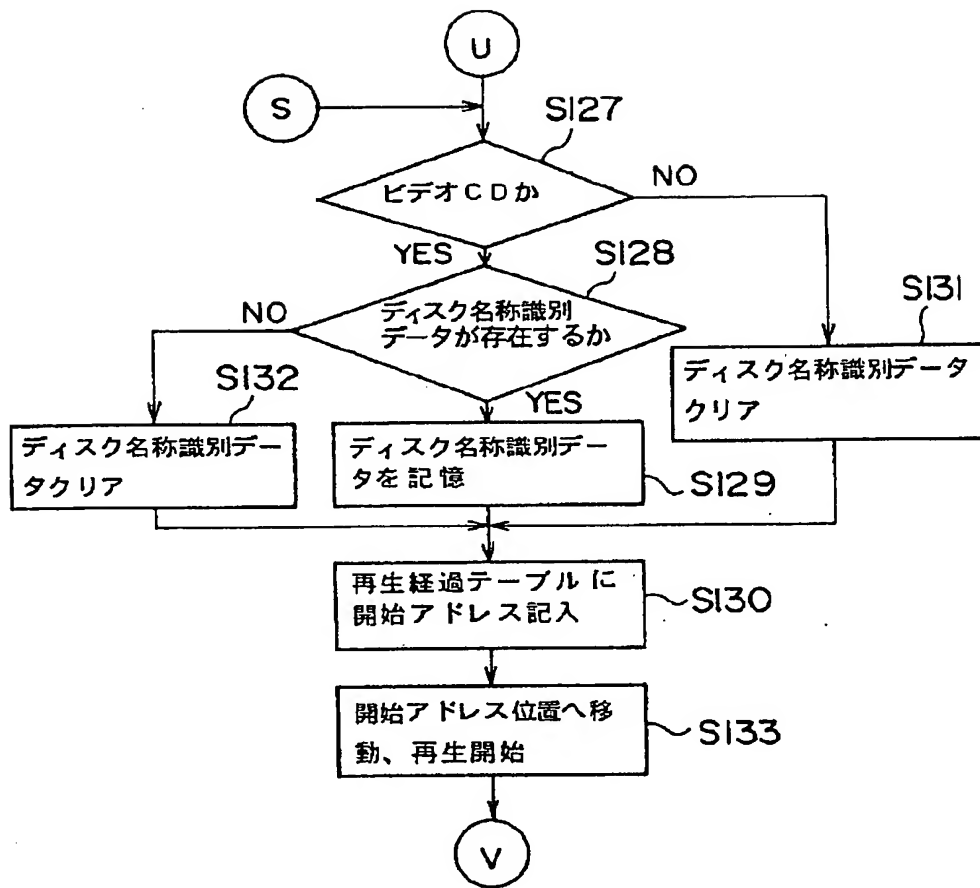 U
S
S127
ビデオCDか
NO
YES
S128
ディスク名称識別
データが存在するか
NO
S131
ディスク名称識別データ
クリア
S132
YES
ディスク名称識別デー
タクリア
ディスク名称識別デー
タを記憶
S129
再生経過テーブルに
開始アドレス記入
S130
開始アドレス位置へ移
動、再生開始
S133
V